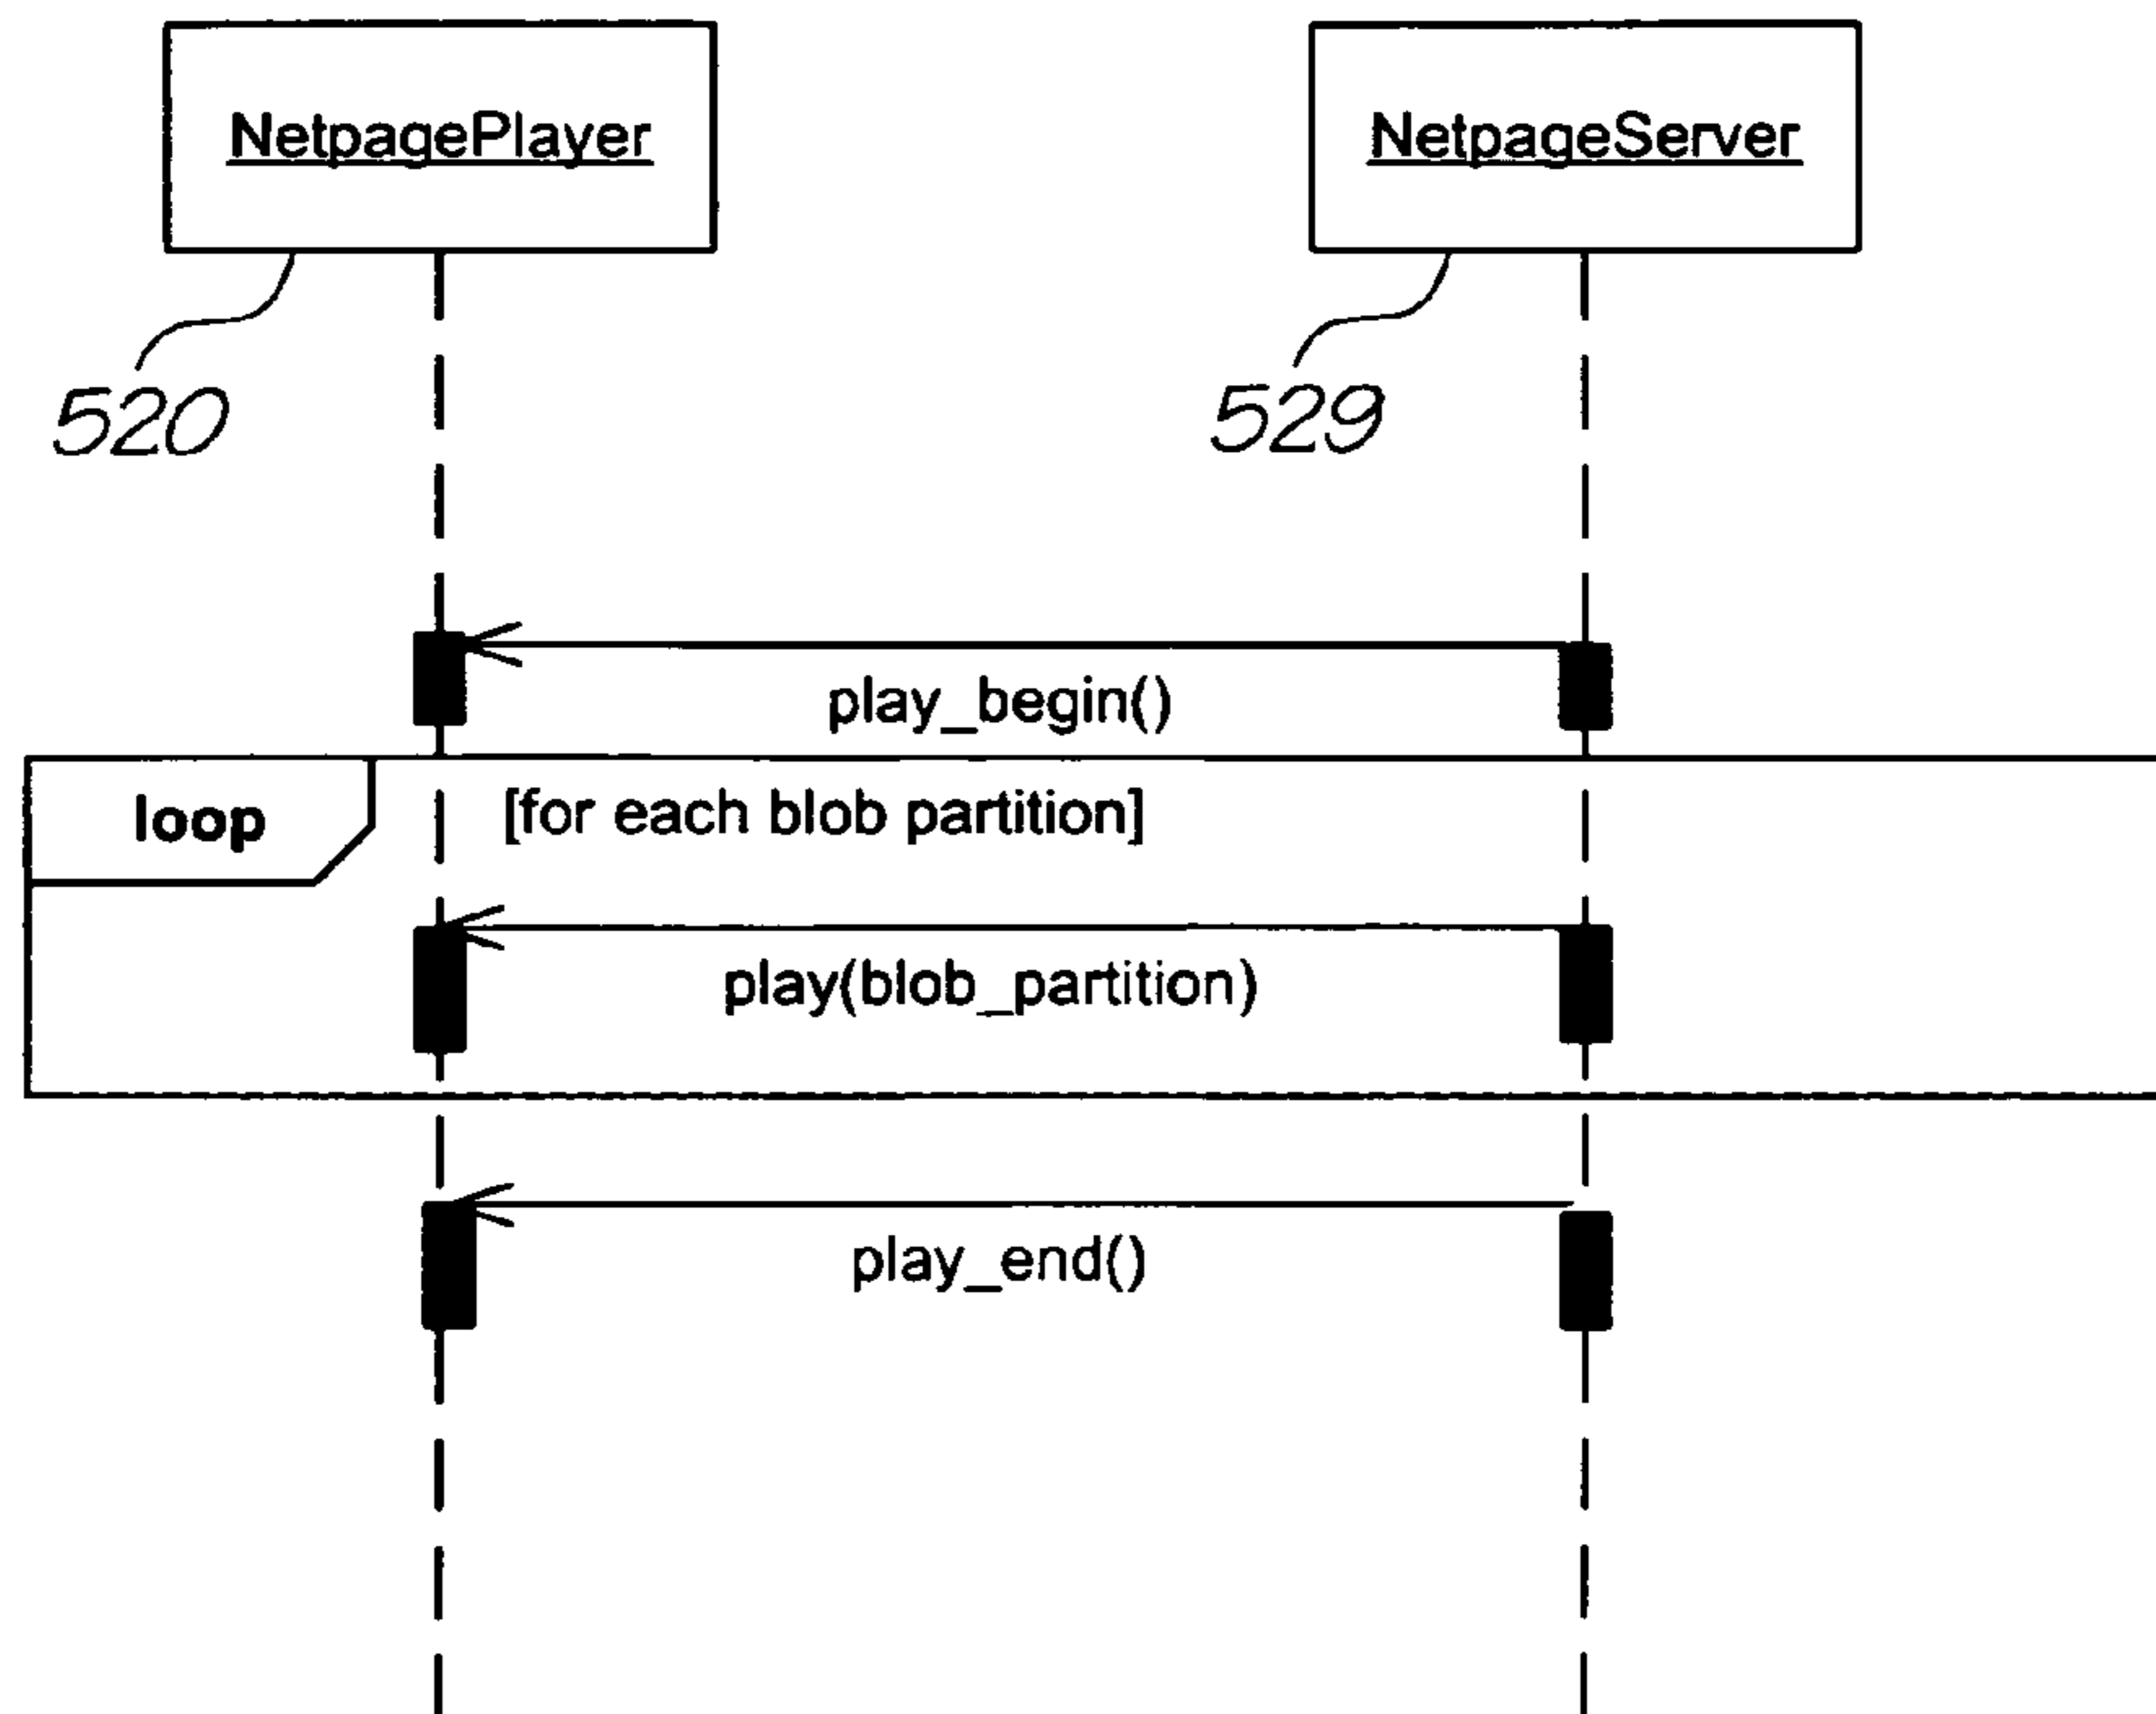 NetpagePlayer
NetpageServer
520
529
play_begin()
loop
[for each blob partition]
play(blob_partition)
play_end()